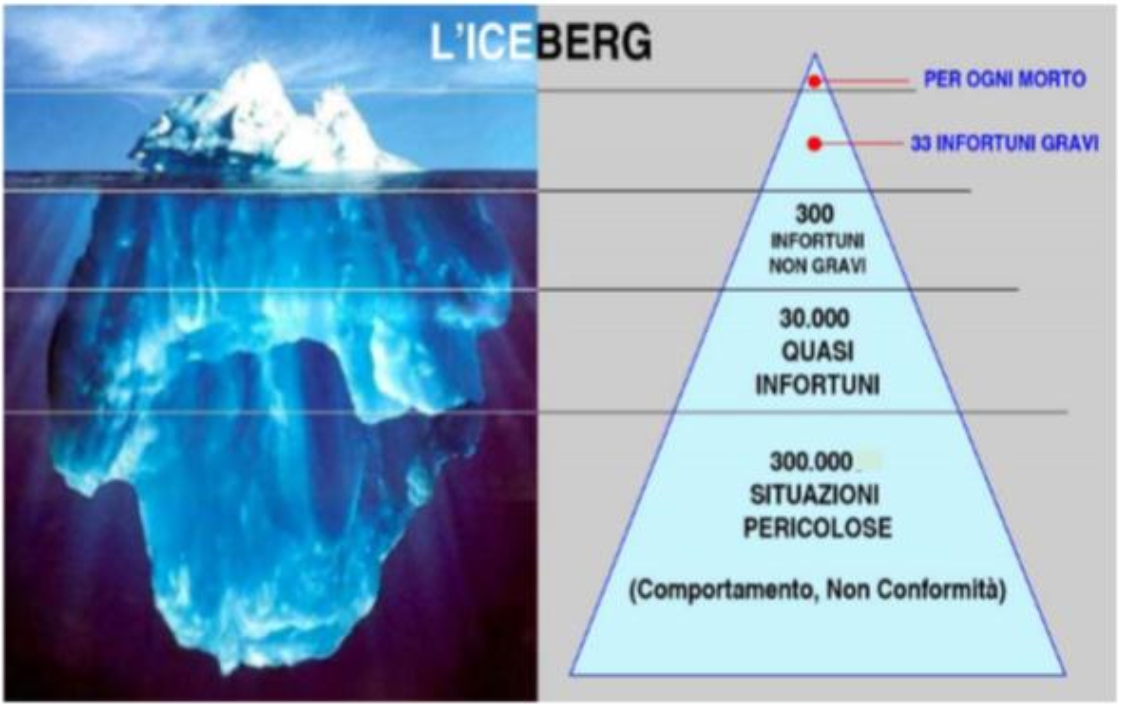 L'ICEBERG
PER OGNI MORTO
33 INFORTUNI GRAVI
300
INFORTUNI
NON GRAVI
30.000
QUASI
INFORTUNI
300.000
SITUAZIONI
PERICOLOSE
(Comportamento, Non Conformità)